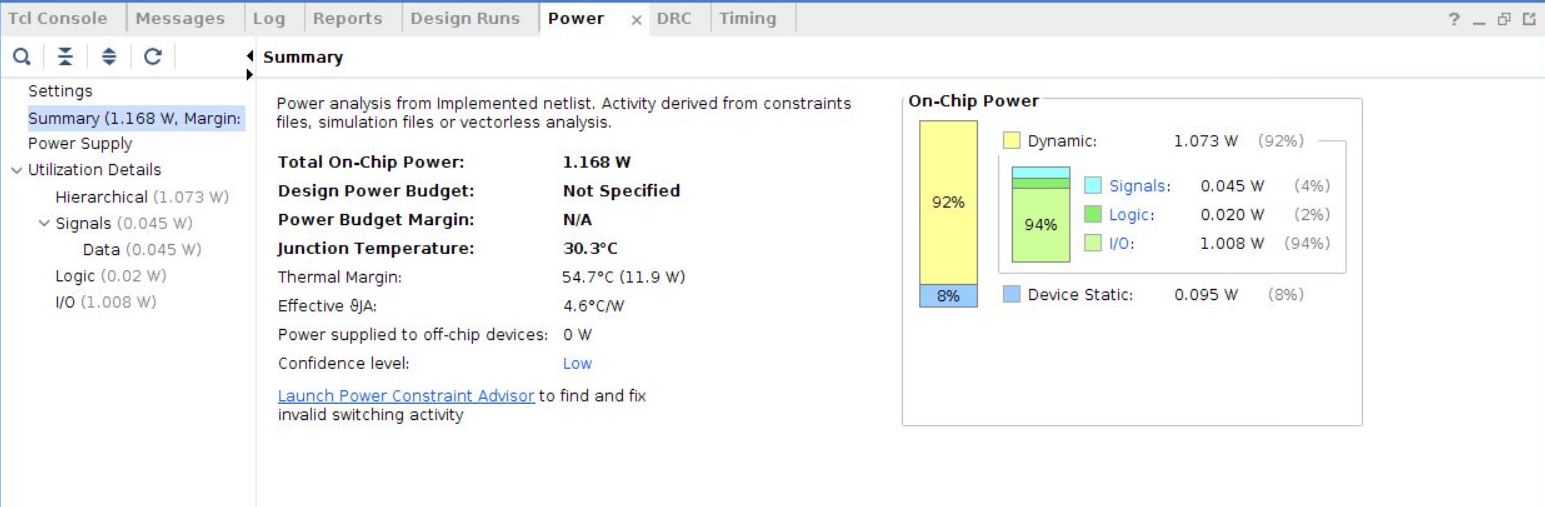 Tcl Console Messages Log Reports Design Runs Power × DRC Timing ?
Summary
Settings
Summary (1.168 W, Margin:
Power Supply
Utilization Details
Hierarchical (1.073 W)
Signals (0.045 W)
Data (0.045 W)
Logic (0.02 W)
I/O (1.008 W)
Power analysis from Implemented netlist. Activity derived from constraints
files, simulation files or vectorless analysis.
Total On-Chip Power: 1.168 W
Design Power Budget: Not Specified
Power Budget Margin: N/A
Junction Temperature: 30.3°C
Thermal Margin: 54.7°C (11.9 W)
Effective ϑJA: 4.6°C/W
Power supplied to off-chip devices: 0 W
Confidence level: Low
Launch Power Constraint Advisor to find and fix
invalid switching activity
On-Chip Power
92%
8%
Dynamic: 1.073 W (92%)
94%
Signals: 0.045 W (4%)
Logic: 0.020 W (2%)
I/O: 1.008 W (94%)
Device Static: 0.095 W (8%)